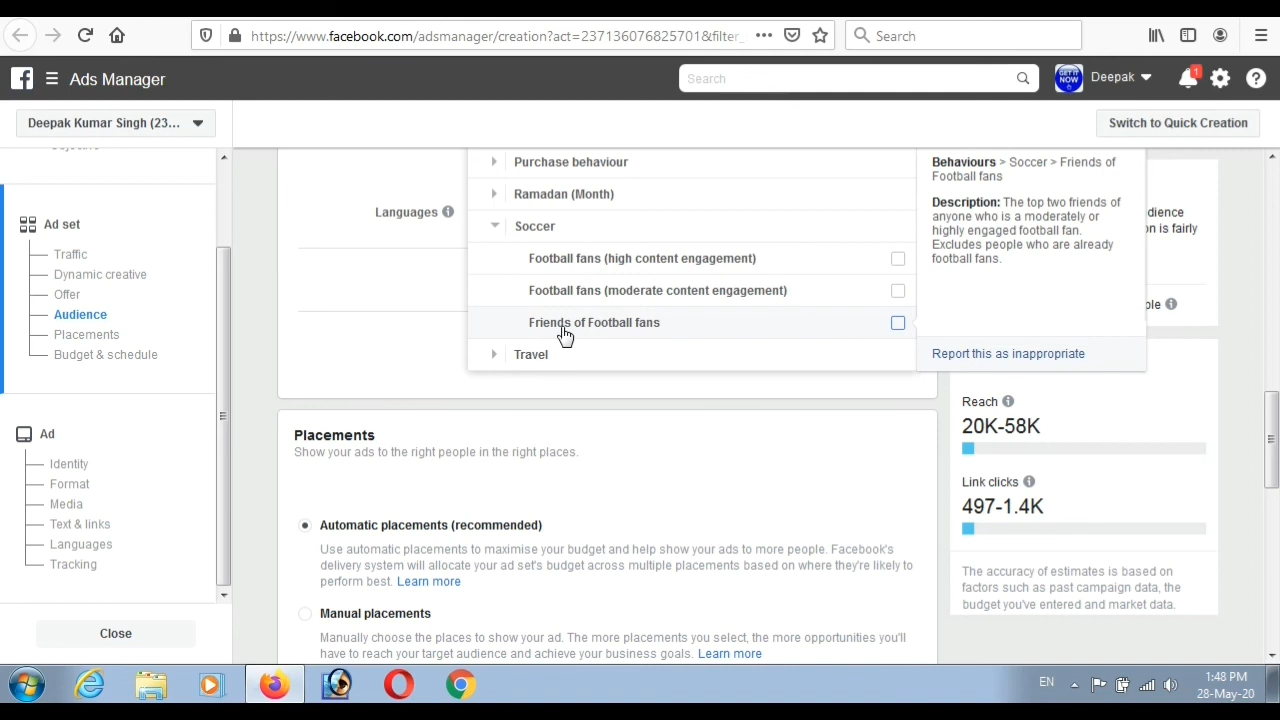 https://www.facebook.com/adsmanager/creation?act=237136076825701&filter_
Search
Ads Manager
Search
GET IT NOW
Deepak
1
Deepak Kumar Singh (23...
Switch to Quick Creation
Objective
Ad set
Traffic
Dynamic creative
Offer
Audience
Placements
Budget & schedule
Ad
Identity
Format
Media
Text & links
Languages
Tracking
Close
Languages
Purchase behaviour
Ramadan (Month)
Soccer
Football fans (high content engagement)
Football fans (moderate content engagement)
Friends of Football fans
Travel
Behaviours > Soccer > Friends of
Football fans
Description: The top two friends of
anyone who is a moderately or
highly engaged football fan.
Excludes people who are already
football fans.
Report this as inappropriate
Placements
Show your ads to the right people in the right places.
Automatic placements (recommended)
Use automatic placements to maximise your budget and help show your ads to more people. Facebook's
delivery system will allocate your ad set's budget across multiple placements based on where they're likely to
perform best. Learn more
Manual placements
Manually choose the places to show your ad. The more placements you select, the more opportunities you'll
have to reach your target audience and achieve your business goals. Learn more
dience
n is fairly
ple
Reach
20K-58K
Link clicks
497-1.4K
The accuracy of estimates is based on
factors such as past campaign data, the
budget you've entered and market data.
EN
1:48 PM
28-May-20